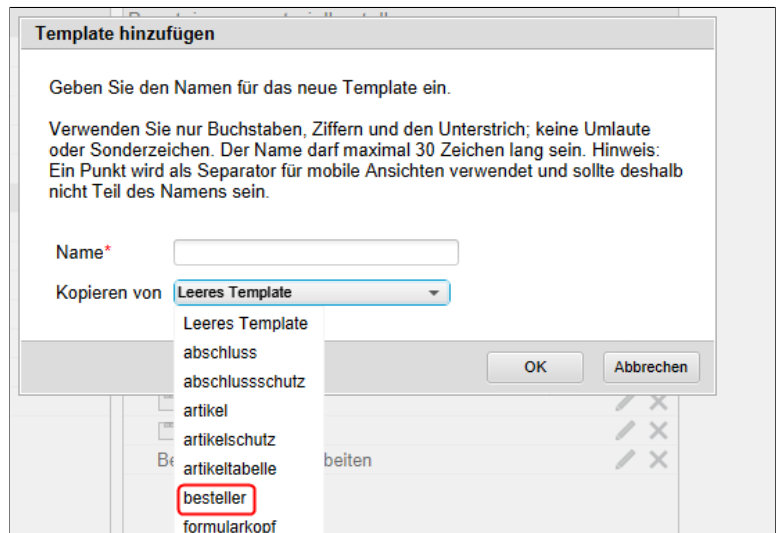 Template hinzufügen
Geben Sie den Namen für das neue Template ein.
Verwenden Sie nur Buchstaben, Ziffern und den Unterstrich; keine Umlaute
oder Sonderzeichen. Der Name darf maximal 30 Zeichen lang sein. Hinweis:
Ein Punkt wird als Separator für mobile Ansichten verwendet und sollte deshalb
nicht Teil des Namens sein.
Name*
Kopieren von Leeres Template
Leeres Template
abschluss
OK Abbrechen
abschlussschutz
artikel
artikelschutz
artikeltabelle
besteller
formularkopf